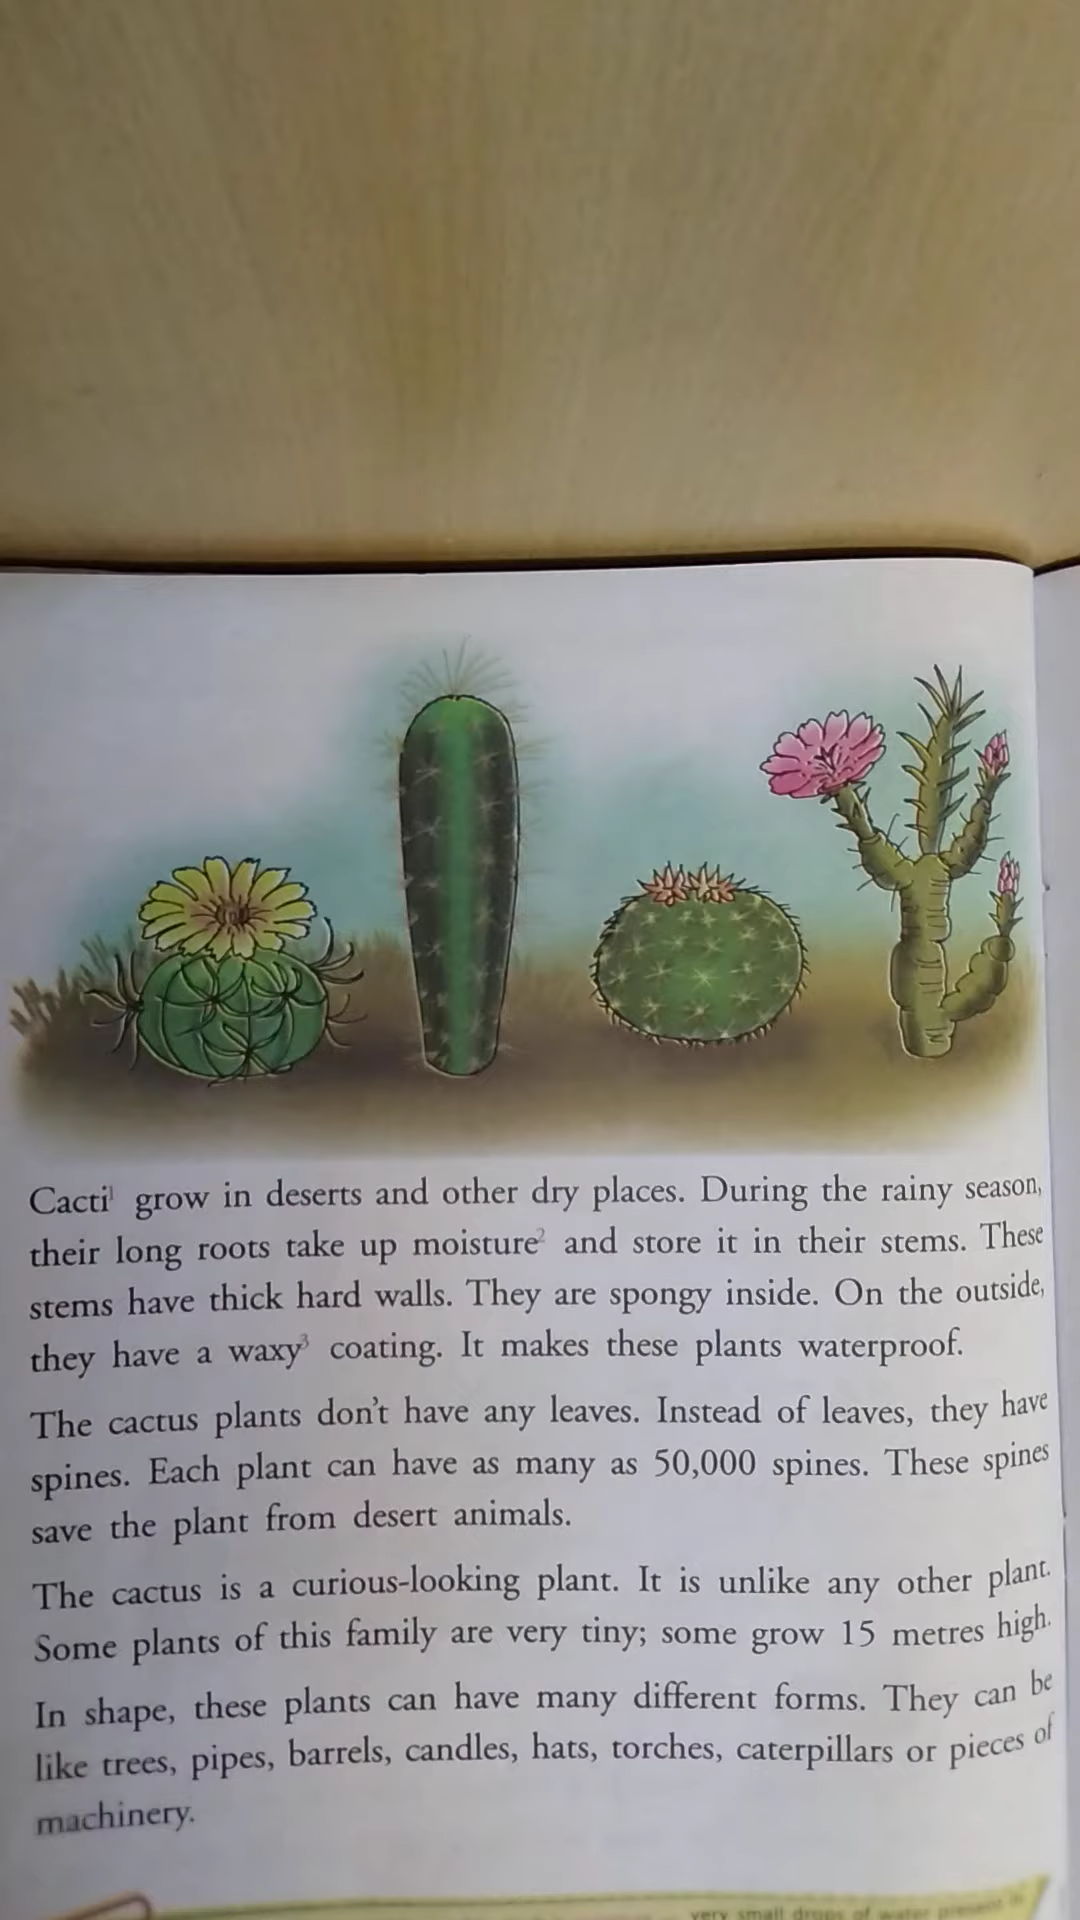 Cacti¹ grow in deserts and other dry places. During the rainy season,
their long roots take up moisture² and store it in their stems. These
stems have thick hard walls. They are spongy inside. On the outside,
they have a waxy³ coating. It makes these plants waterproof.
The cactus plants don't have any leaves. Instead of leaves, they have
spines. Each plant can have as many as 50,000 spines. These spines
save the plant from desert animals.
The cactus is a curious-looking plant. It is unlike any other plant.
Some plants of this family are very tiny; some grow 15 metres high.
In shape, these plants can have many different forms. They can be
like trees, pipes, barrels, candles, hats, torches, caterpillars or pieces of
machinery.
very small drops of water present in